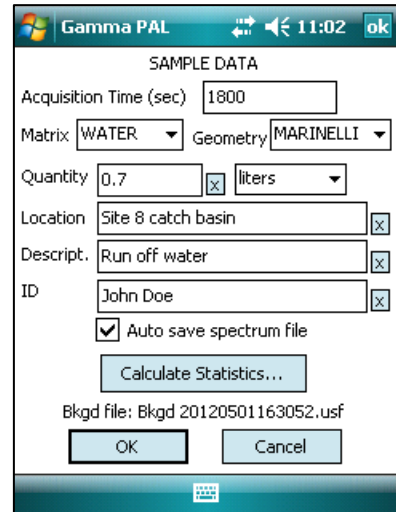 Gamma PAL 11:02 ok
SAMPLE DATA
Acquisition Time (sec) 1800
Matrix WATER Geometry MARINELLI
Quantity 0.7 x liters
Location Site 8 catch basin x
Descript. Run off water x
ID John Doe x
Auto save spectrum file
Calculate Statistics...
Bkgd file: Bkgd 20120501163052.usf
OK Cancel